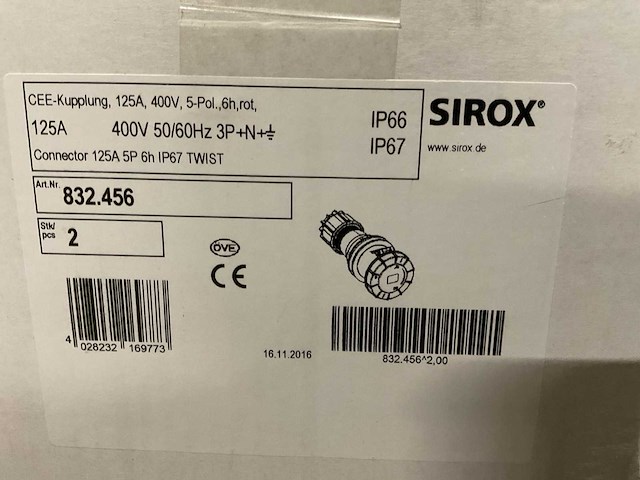 CEE-Kupplung, 125A, 400V, 5-Pol.,6h,rot,
125A 400V 50/60Hz 3P+N+⏚ IP66
IP67
Connector 125A 5P 6h IP67 TWIST
SIROX®
www.sirox.de
Art.Nr. 832.456
Stk/
pcs 2
ÖVE
CE
4 028232 169773
16.11.2016
832.456^2,00